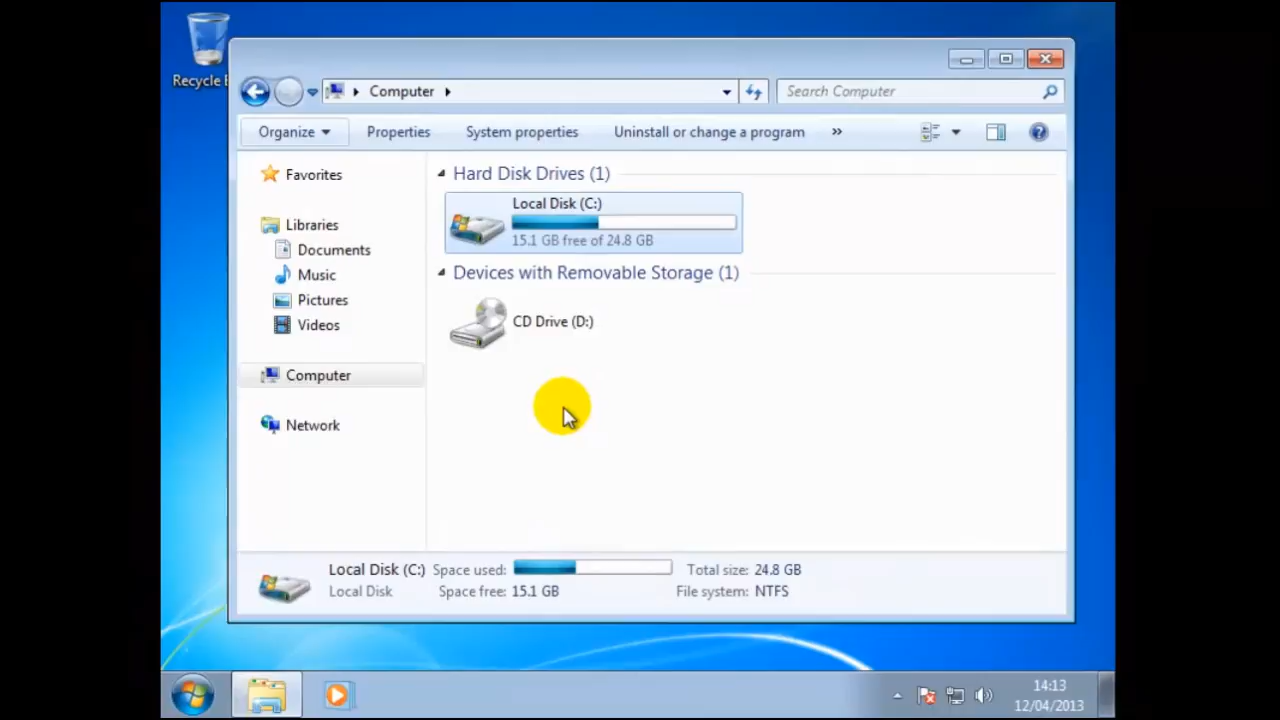 Recycle
Computer
Search Computer
Organize
Properties
System properties
Uninstall or change a program
»
Favorites
Libraries
Documents
Music
Pictures
Videos
Computer
Network
Hard Disk Drives (1)
Local Disk (C:)
15.1 GB free of 24.8 GB
Devices with Removable Storage (1)
CD Drive (D:)
Local Disk (C:) Space used: Total size: 24.8 GB
Local Disk Space free: 15.1 GB File system: NTFS
14:13
12/04/2013